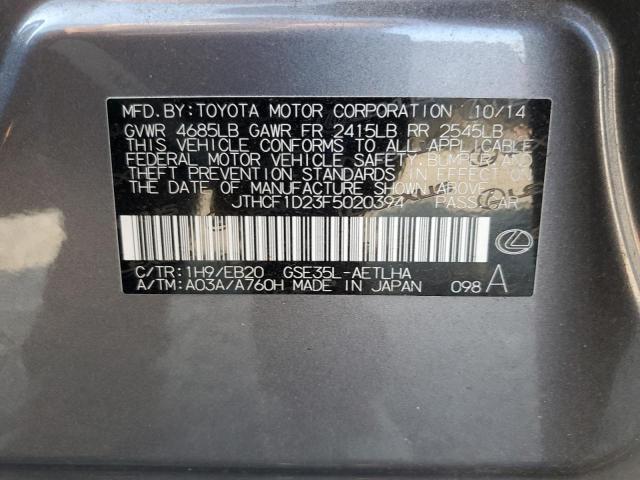 MFD. BY: TOYOTA MOTOR CORPORATION 10/14
GVWR 4685LB GAWR FR 2415LB RR 2545LB
THIS VEHICLE CONFORMS TO ALL APPLICABLE
FEDERAL MOTOR VEHICLE SAFETY, BUMPER, AND
THEFT PREVENTION STANDARDS IN EFFECT ON
THE DATE OF MANUFACTURE SHOWN ABOVE.
JTHCF1D23F5020394 PASS. CAR
C/TR: 1H9/EB20 GSE35L-AETLHA
A/TM: A03A/A760H MADE IN JAPAN 098 A